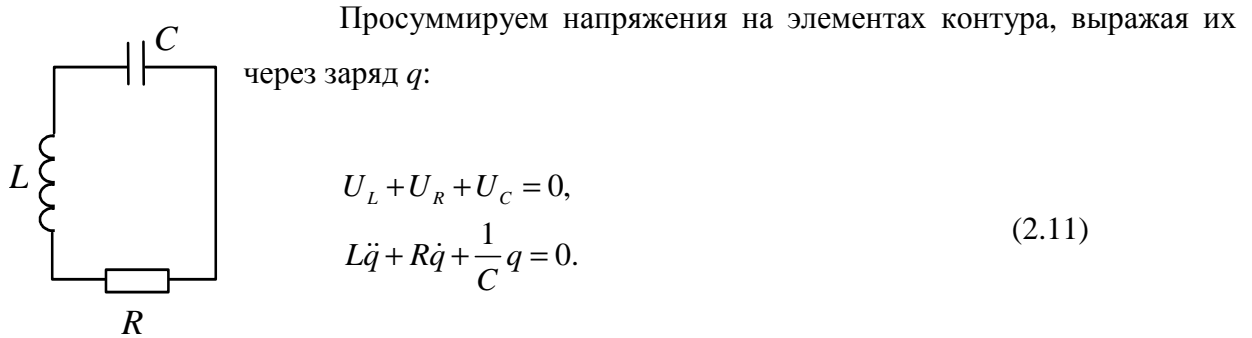 Просуммируем напряжения на элементах контура, выражая их
через заряд q:
C
L
R
U_L + U_R + U_C = 0,
Lq̈ + Rq̇ + \frac{1}{C} q = 0.
(2.11)